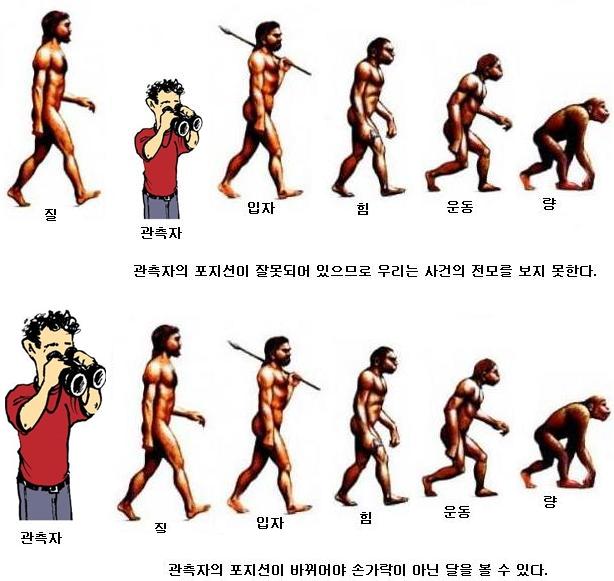 질
관측자
입자
힘
운동
량
관측자의 포지션이 잘못되어 있으므로 우리는 사건의 전모를 보지 못한다.
관측자
질
입자
힘
운동
량
관측자의 포지션이 바뀌어야 손가락이 아닌 달을 볼 수 있다.